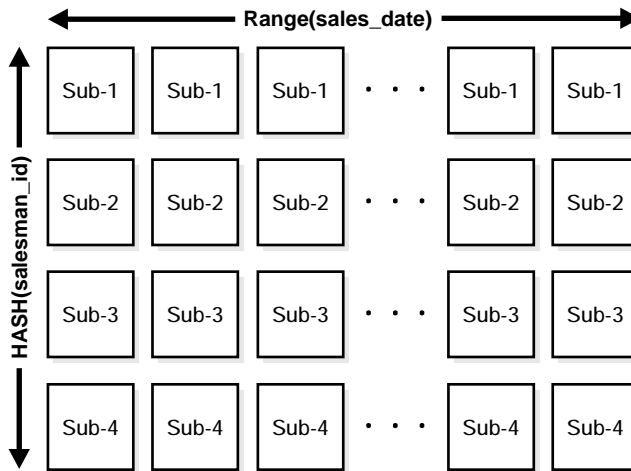 Range(sales_date)
HASH(salesman_id)
Sub-1 Sub-1 Sub-1 . . . Sub-1 Sub-1
Sub-2 Sub-2 Sub-2 . . . Sub-2 Sub-2
Sub-3 Sub-3 Sub-3 . . . Sub-3 Sub-3
Sub-4 Sub-4 Sub-4 . . . Sub-4 Sub-4